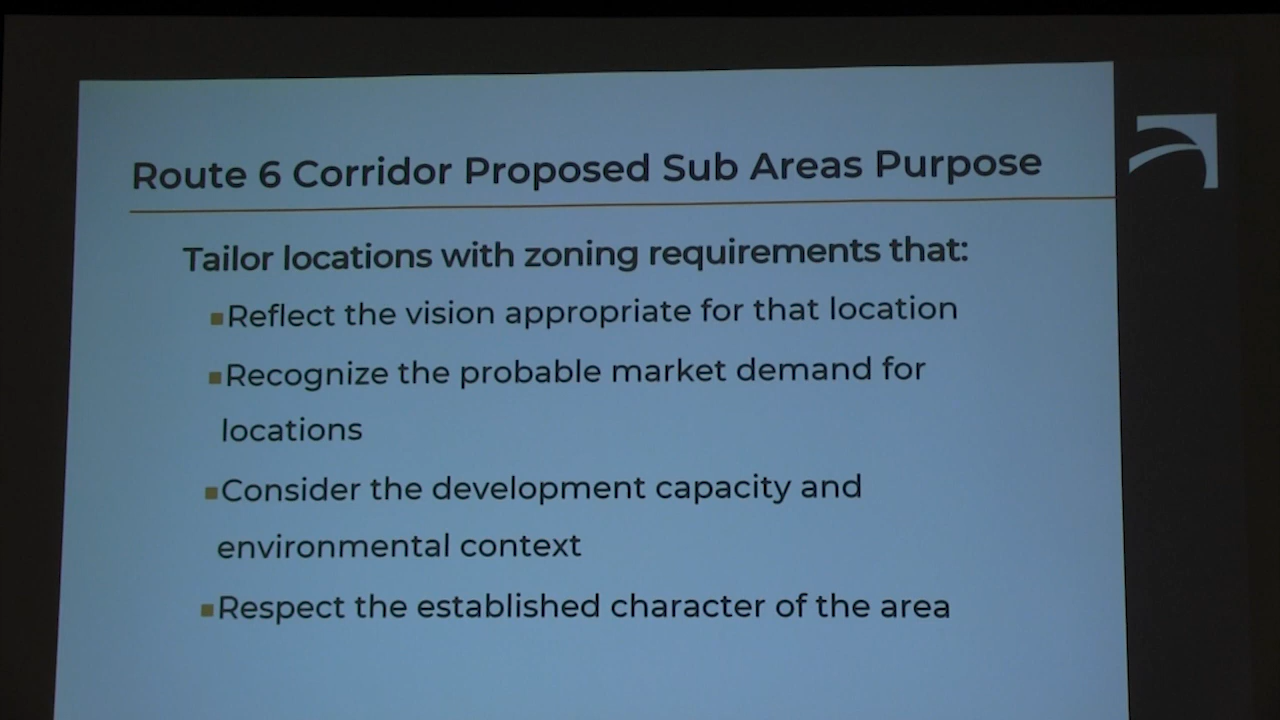 Route 6 Corridor Proposed Sub Areas Purpose
Tailor locations with zoning requirements that:
▪Reflect the vision appropriate for that location
▪Recognize the probable market demand for
locations
▪Consider the development capacity and
environmental context
▪Respect the established character of the area